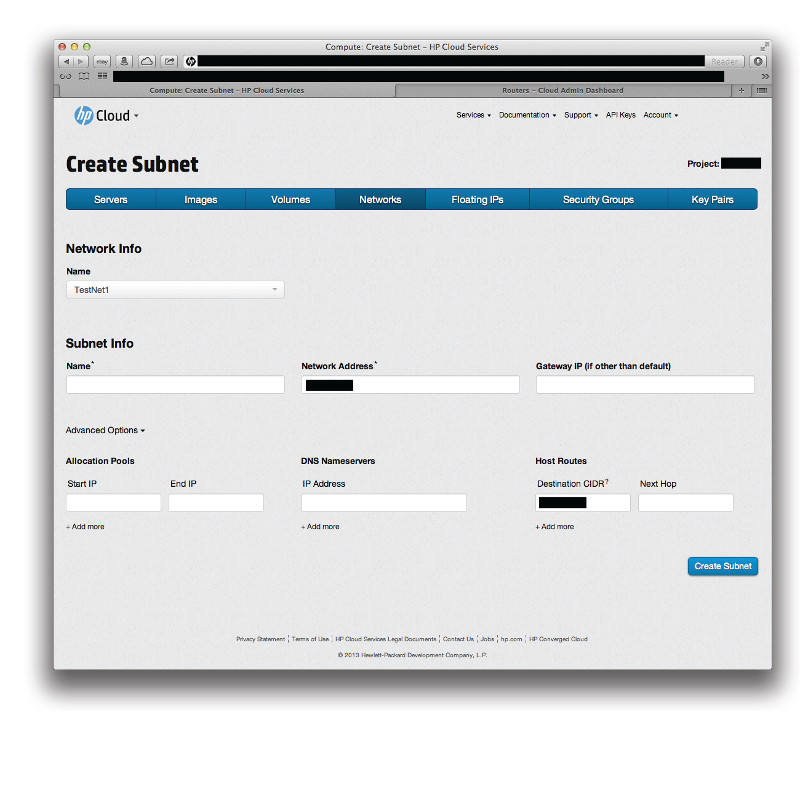 Compute: Create Subnet – HP Cloud Services
ebay
hp
Reader
Compute: Create Subnet – HP Cloud Services
Routers – Cloud Admin Dashboard
+
hp Cloud
Services Documentation Support API Keys Account
Create Subnet
Project:
Servers Images Volumes Networks Floating IPs Security Groups Key Pairs
Network Info
Name
TestNet1
Subnet Info
Name* Network Address* Gateway IP (if other than default)
Advanced Options
Allocation Pools DNS Nameservers Host Routes
Start IP End IP IP Address Destination CIDR? Next Hop
+ Add more + Add more + Add more
Create Subnet
Privacy Statement | Terms of Use | HP Cloud Services Legal Documents | Contact Us | Jobs | hp.com | HP Converged Cloud
© 2013 Hewlett-Packard Development Company, L.P.